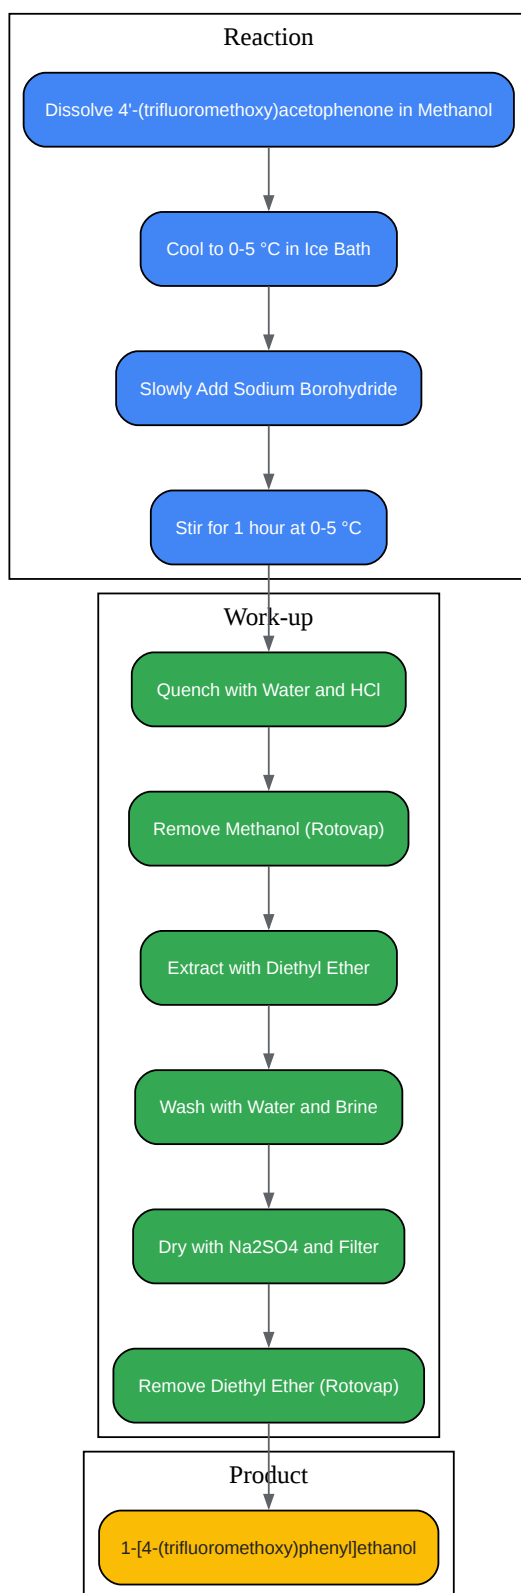 Reaction
Dissolve 4'-(trifluoromethoxy)acetophenone in Methanol
Cool to 0-5 °C in Ice Bath
Slowly Add Sodium Borohydride
Stir for 1 hour at 0-5 °C
Work-up
Quench with Water and HCl
Remove Methanol (Rotovap)
Extract with Diethyl Ether
Wash with Water and Brine
Dry with Na2SO4 and Filter
Remove Diethyl Ether (Rotovap)
Product
1-[4-(trifluoromethoxy)phenyl]ethanol